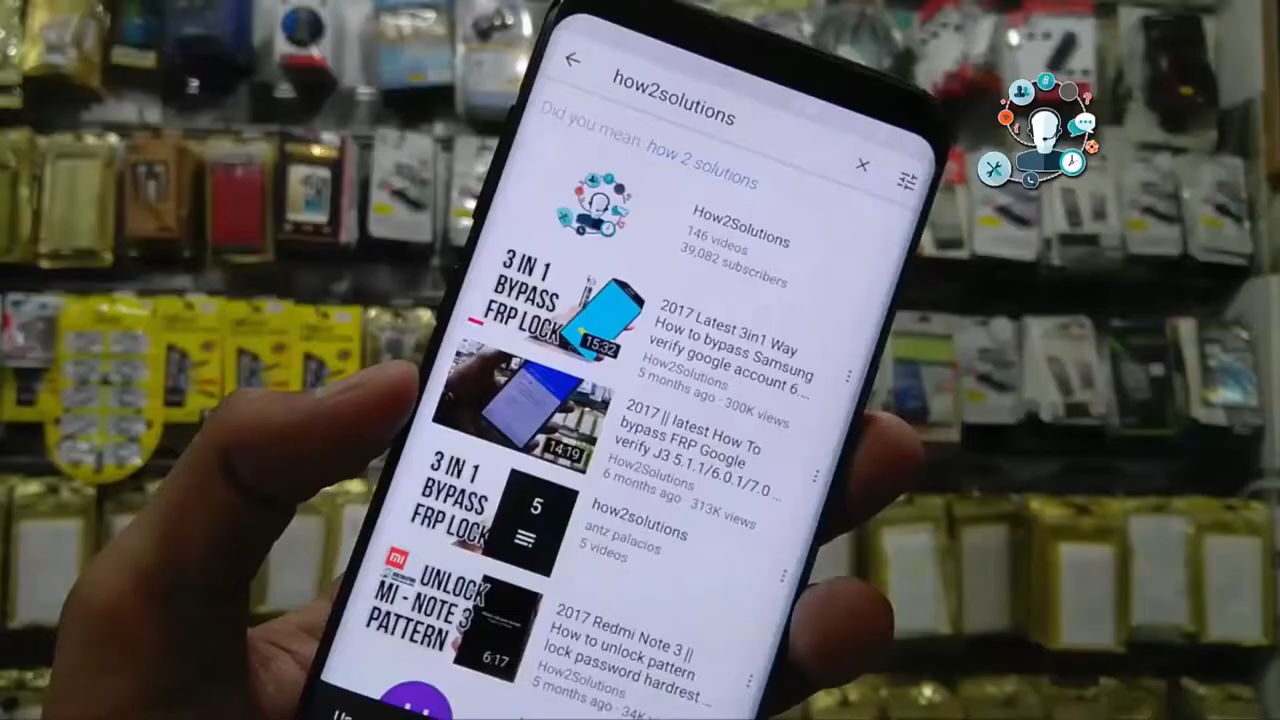 how2solutions
Did you mean: how 2 solutions
How2Solutions
146 videos
39,082 subscribers
3 IN 1
BYPASS
FRP LOCK
15:32
2017 Latest 3in1 Way
How to bypass Samsung
verify google account 6....
How2Solutions
5 months ago · 300K views
14:19
2017 || latest How To
bypass FRP Google
verify J3 5.1.1/6.0.1/7.0 ...
How2Solutions
6 months ago · 313K views
3 IN 1
BYPASS
FRP LOCK
5
how2solutions
antz palacios
5 videos
mi
UNLOCK
MI - NOTE 3
PATTERN
6:17
2017 Redmi Note 3 ||
How to unlock pattern
lock password hardrest...
How2Solutions
5 months ago · 34K